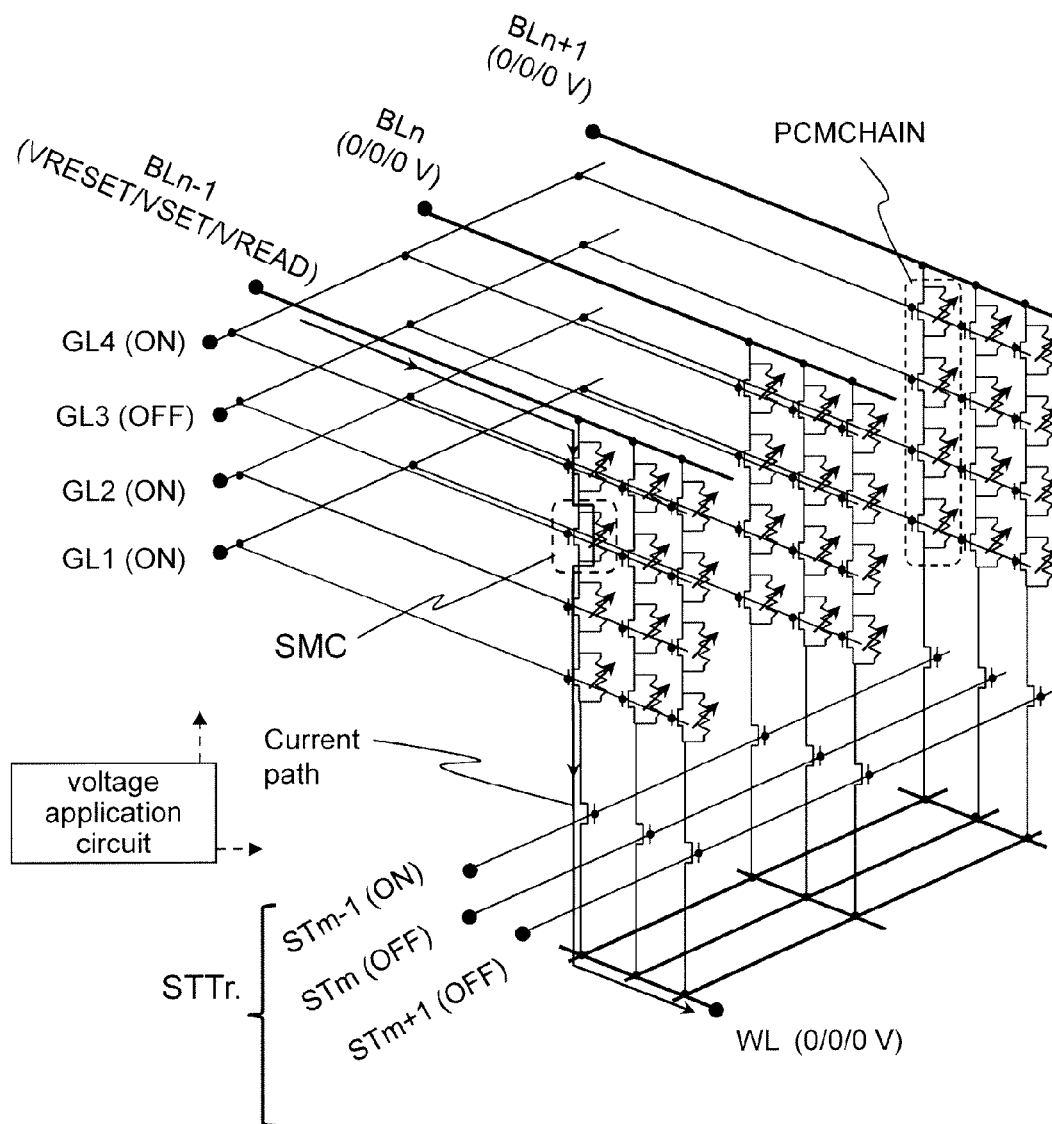 BLn+1
(0/0/0 V)
BLn
(0/0/0 V)
BLn-1
(VRESET/VSET/VREAD)
PCMCHAIN
GL4 (ON)
GL3 (OFF)
GL2 (ON)
GL1 (ON)
SMC
Current
path
voltage
application
circuit
STm-1 (ON)
STm (OFF)
STm+1 (OFF)
STTr.
WL (0/0/0 V)